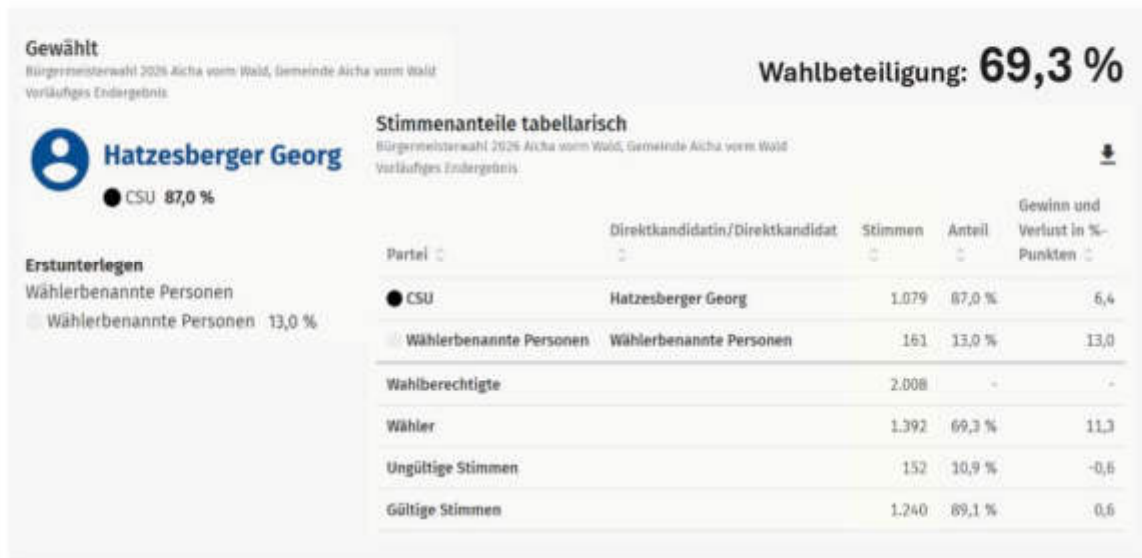 Gewählt
Bürgermeisterwahl 2026 Aicha vorm Wald, Gemeinde Aicha vorm Wald
Vorläufiges Endergebnis
Wahlbeteiligung: 69,3 %
Hatzesberger Georg
CSU 87,0 %
Erstunterlegen
Wählerbenannte Personen
Wählerbenannte Personen 13,0 %
Stimmenanteile tabellarisch
Bürgermeisterwahl 2026 Aicha vorm Wald, Gemeinde Aicha vorm Wald
Vorläufiges Endergebnis
Partei Direktkandidatin/Direktkandidat Stimmen Anteil Gewinn und
Verlust in %-
Punkten
CSU Hatzesberger Georg 1.079 87,0 % 6,4
Wählerbenannte Personen Wählerbenannte Personen 161 13,0 % 13,0
Wahlberechtigte 2.008 - -
Wähler 1.392 69,3 % 11,3
Ungültige Stimmen 152 10,9 % -0,6
Gültige Stimmen 1.240 89,1 % 0,6